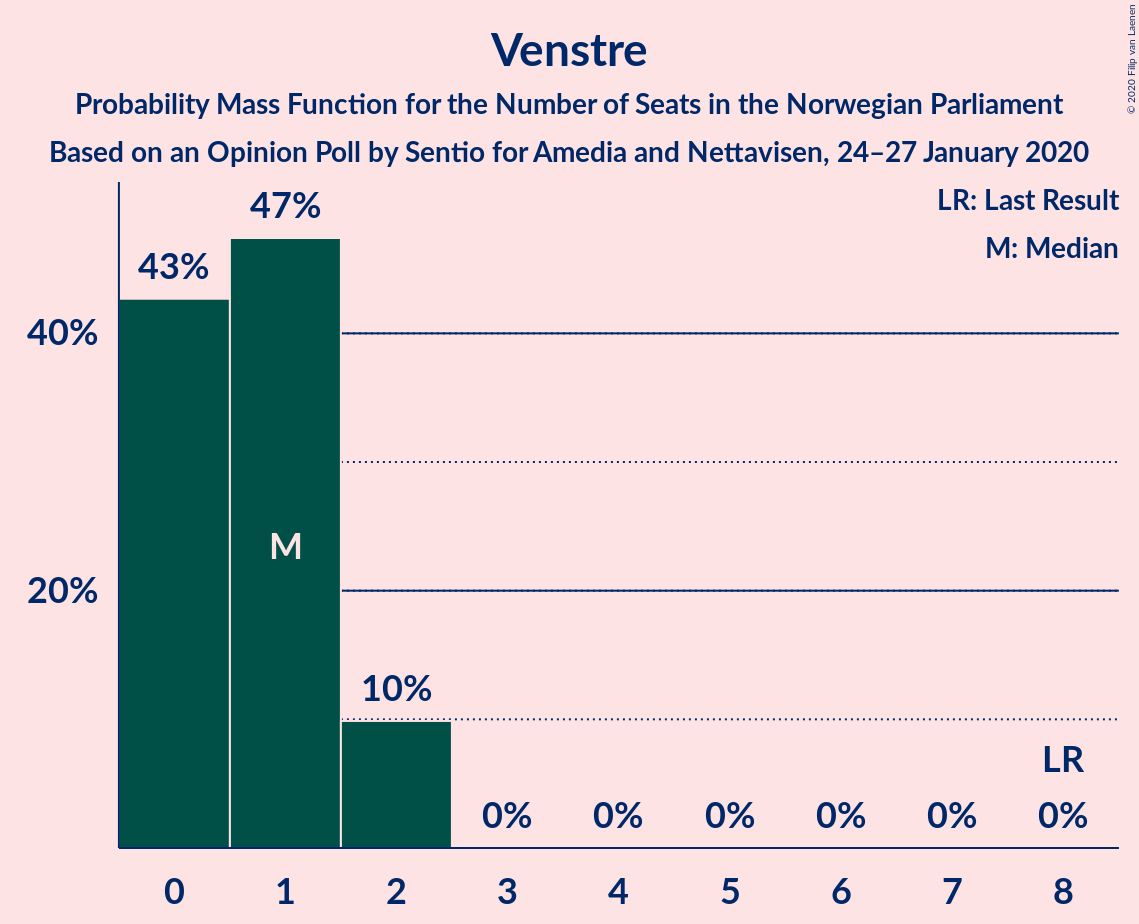 Venstre
Probability Mass Function for the Number of Seats in the Norwegian Parliament
Based on an Opinion Poll by Sentio for Amedia and Nettavisen, 24–27 January 2020
© 2020 Filip van Laenen
LR: Last Result
M: Median
47%
43%
40%
M
20%
10%
LR
0% 0% 0% 0% 0% 0%
0 1 2 3 4 5 6 7 8